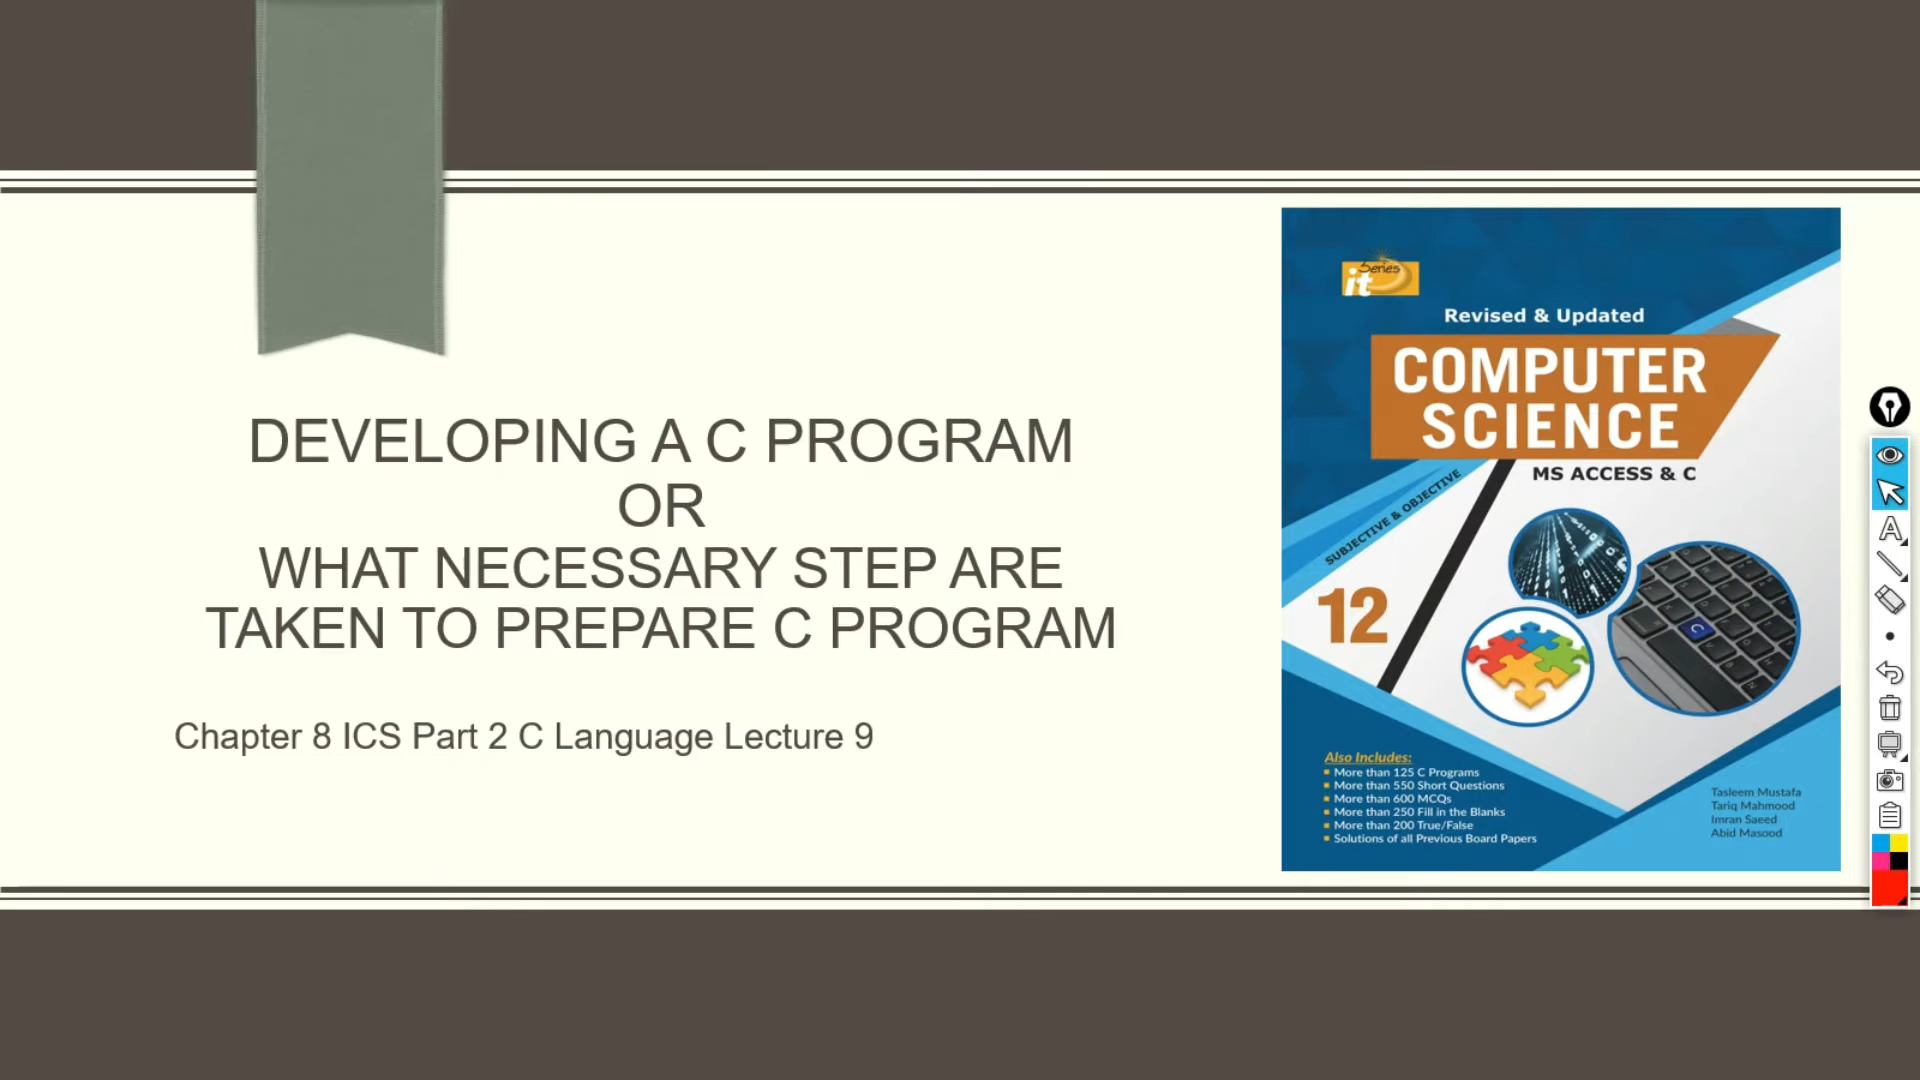 DEVELOPING A C PROGRAM
OR
WHAT NECESSARY STEP ARE
TAKEN TO PREPARE C PROGRAM
Chapter 8 ICS Part 2 C Language Lecture 9
it Series
Revised & Updated
COMPUTER
SCIENCE
MS ACCESS & C
SUBJECTIVE & OBJECTIVE
12
Also Includes:
More than 125 C Programs
More than 550 Short Questions
More than 600 MCQs
More than 250 Fill in the Blanks
More than 200 True/False
Solutions of all Previous Board Papers
Tasleem Mustafa
Tariq Mahmood
Imran Saeed
Abid Masood